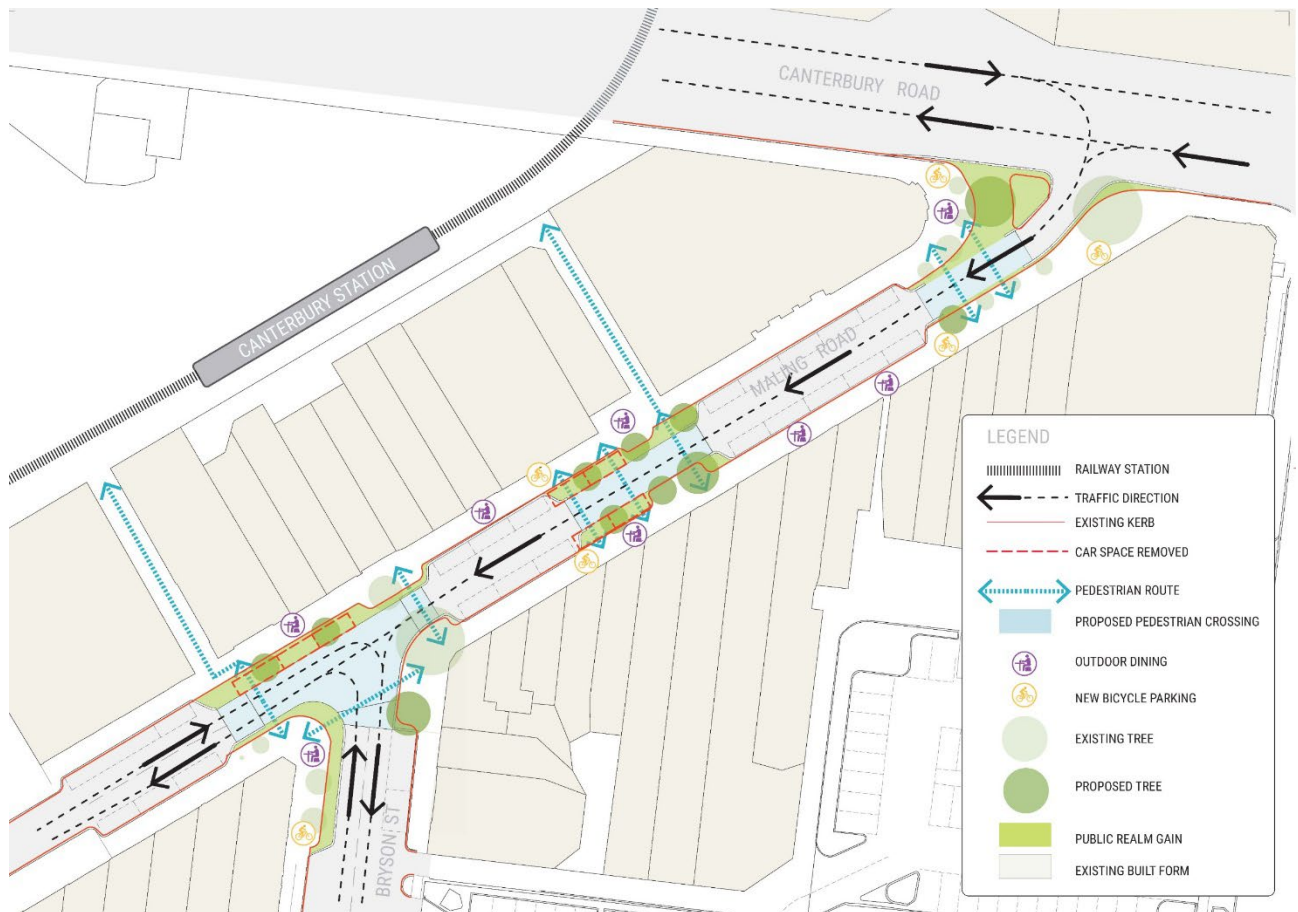 CANTERBURY ROAD
CANTERBURY STATION
MALING ROAD
BRYSON ST
LEGEND
RAILWAY STATION
TRAFFIC DIRECTION
EXISTING KERB
CAR SPACE REMOVED
PEDESTRIAN ROUTE
PROPOSED PEDESTRIAN CROSSING
OUTDOOR DINING
NEW BICYCLE PARKING
EXISTING TREE
PROPOSED TREE
PUBLIC REALM GAIN
EXISTING BUILT FORM